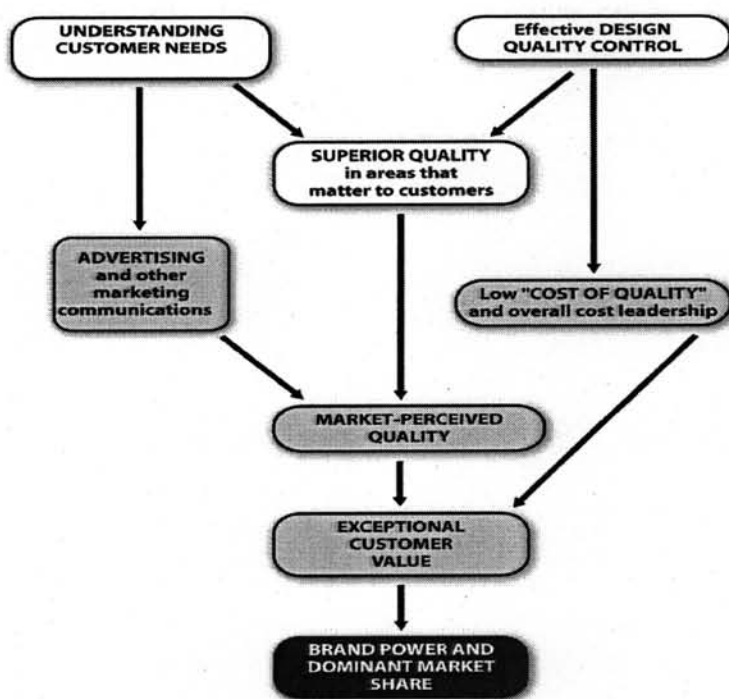 UNDERSTANDING
CUSTOMER NEEDS
Effective DESIGN
QUALITY CONTROL
SUPERIOR QUALITY
in areas that
matter to customers
ADVERTISING
and other
marketing
communications
Low "COST OF QUALITY"
and overall cost leadership
MARKET-PERCEIVED
QUALITY
EXCEPTIONAL
CUSTOMER
VALUE
BRAND POWER AND
DOMINANT MARKET
SHARE